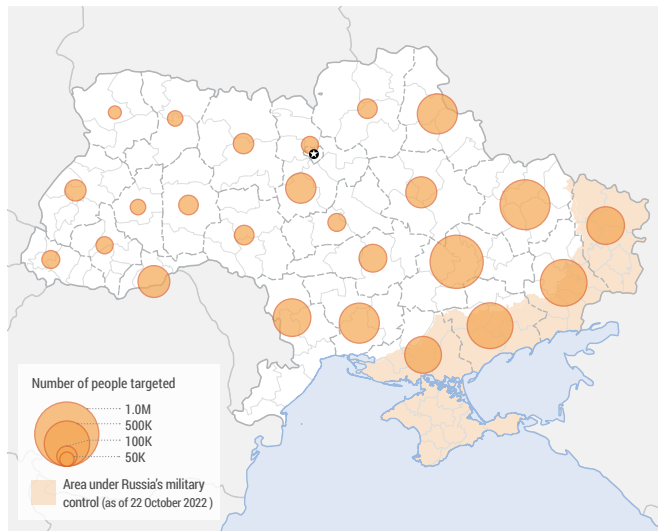 Number of people targeted
1.0M
500K
100K
50K
Area under Russia's military
control (as of 22 October 2022 )